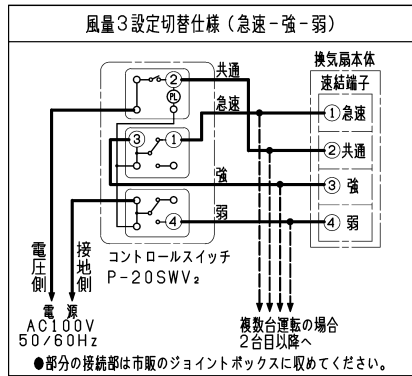 風量3設定切替仕様(急速-強-弱)
換気扇本体
速結端子
共通
急速
強
弱
②
PL
③ ①
④
①急速
②共通
③強
④弱
コントロールスイッチ
P-20SWV₂
電圧側
接地側
電源
AC100V
50/60Hz
複数台運転の場合
2台目以降へ
●部分の接続部は市販のジョイントボックスに収めてください。